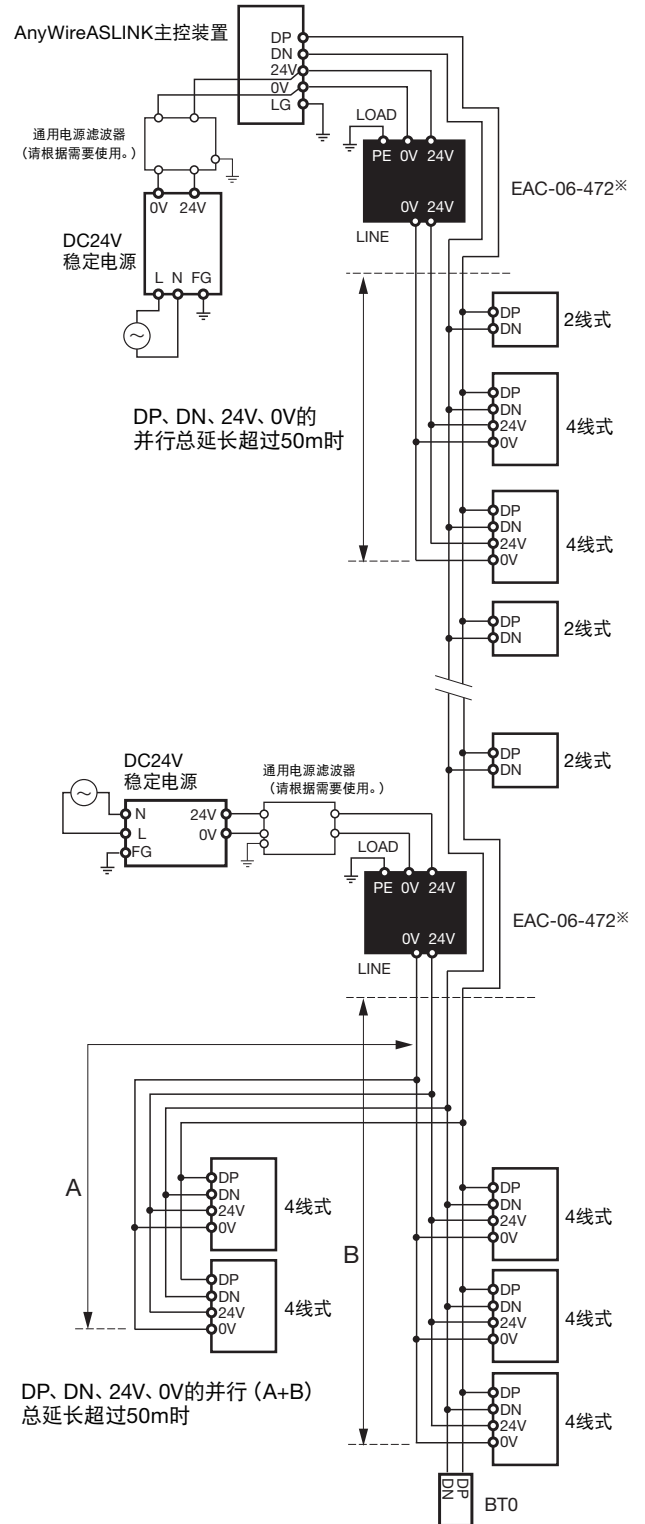 AnyWireASLINK主控装置
DP
DN
24V
0V
LG
通用电源滤波器
（请根据需要使用。）
LOAD
PE 0V 24V
EAC-06-472※
0V 24V
LINE
0V 24V
DC24V
稳定电源
L N FG
DP
DN
2线式
DP、DN、24V、0V的
并行总延长超过50m时
DP
DN
24V
0V
4线式
DP
DN
24V
0V
4线式
DP
DN
2线式
DP
DN
2线式
DC24V
稳定电源
通用电源滤波器
（请根据需要使用。）
N
L
FG
24V
0V
LOAD
PE 0V 24V
EAC-06-472※
0V 24V
LINE
A
B
DP
DN
24V
0V
4线式
DP
DN
24V
0V
4线式
DP
DN
24V
0V
4线式
DP
DN
24V
0V
4线式
DP
DN
24V
0V
4线式
DP、DN、24V、0V的并行（A+B）
总延长超过50m时
DP
DN
BT0